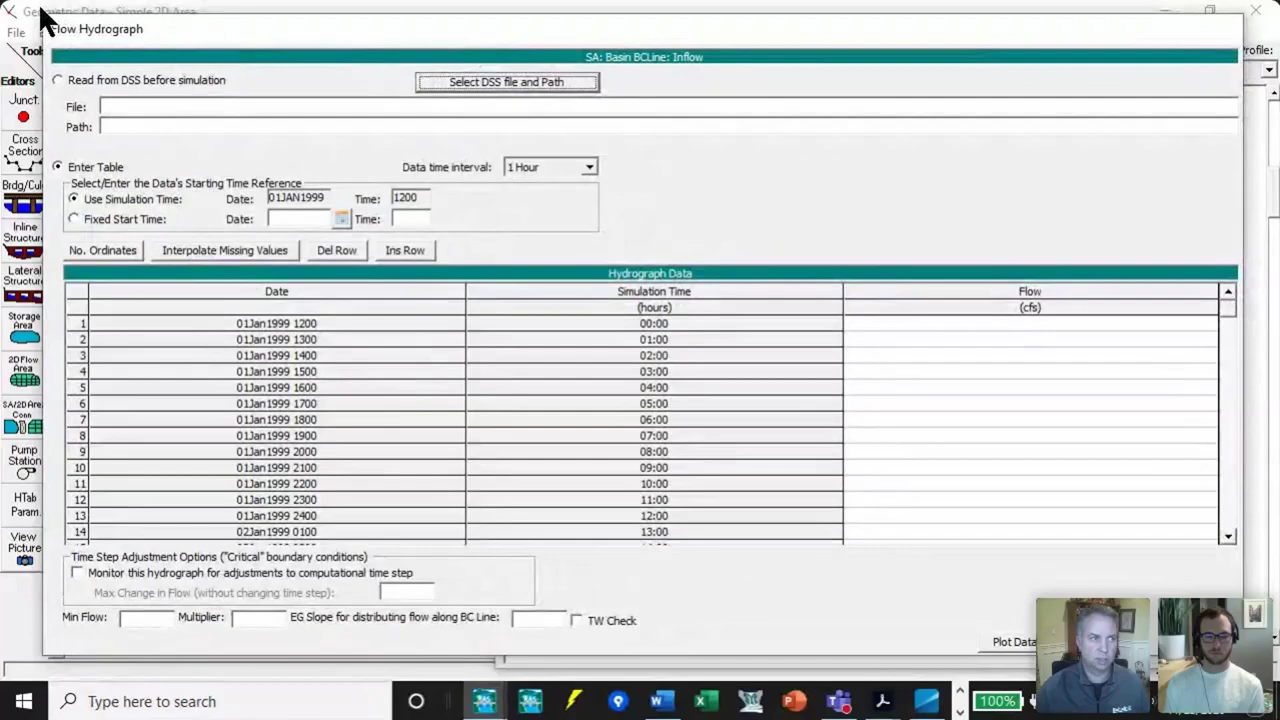 Geometric Data - Simple 2D Area
File
Flow Hydrograph
Tools
Profile:
SA: Basin BCLine: Inflow
Editors
Read from DSS before simulation
Select DSS file and Path
Junct.
File:
Path:
Cross
Section
Enter Table
Data time interval:
1 Hour
Select/Enter the Data's Starting Time Reference
Brdg/Culv
Use Simulation Time:
Date:
01JAN1999
Time:
1200
Fixed Start Time:
Date:
Time:
Inline
Structure
No. Ordinates
Interpolate Missing Values
Del Row
Ins Row
Lateral
Structure
Hydrograph Data
Date Simulation Time Flow
(hours) (cfs)
1 01Jan1999 1200 00:00
2 01Jan1999 1300 01:00
3 01Jan1999 1400 02:00
4 01Jan1999 1500 03:00
5 01Jan1999 1600 04:00
6 01Jan1999 1700 05:00
7 01Jan1999 1800 06:00
8 01Jan1999 1900 07:00
9 01Jan1999 2000 08:00
10 01Jan1999 2100 09:00
11 01Jan1999 2200 10:00
12 01Jan1999 2300 11:00
13 01Jan1999 2400 12:00
14 02Jan1999 0100 13:00
Storage
Area
2D Flow
Area
SA/2D Area
Conn
Pump
Station
HTab
Param.
View
Picture
Time Step Adjustment Options ("Critical" boundary conditions)
Monitor this hydrograph for adjustments to computational time step
Max Change in Flow (without changing time step):
Min Flow:
Multiplier:
EG Slope for distributing flow along BC Line:
TW Check
Plot Data
Type here to search
100%